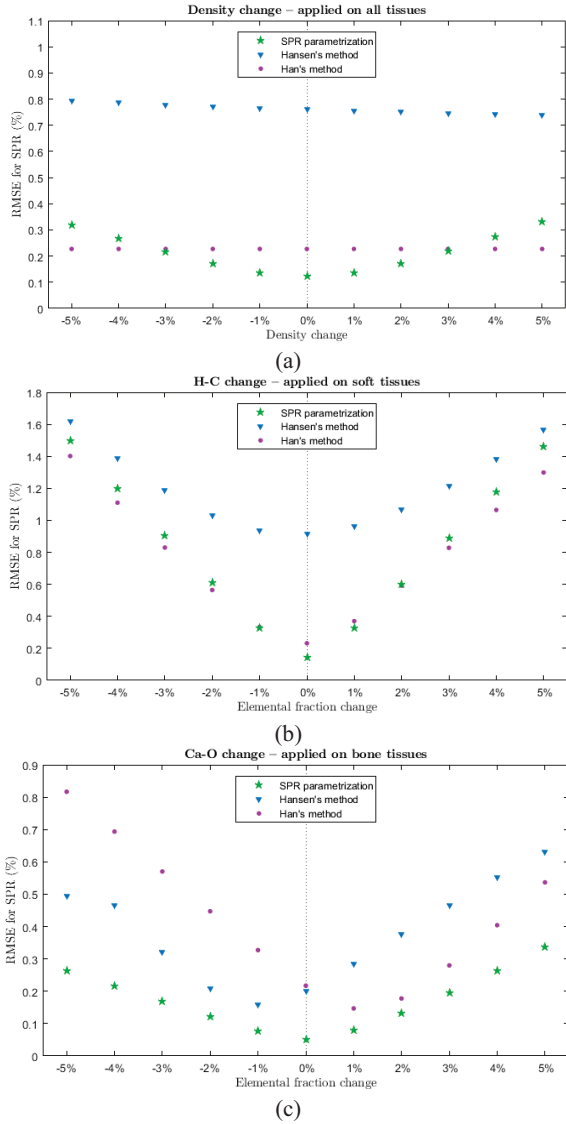 Density change – applied on all tissues
1.1
1
0.9
0.8
0.7
0.6
0.5
0.4
0.3
0.2
0.1
0
RMSE for SPR (%)
SPR parametrization
Hansen's method
Han's method
-5% -4% -3% -2% -1% 0% 1% 2% 3% 4% 5%
Density change
(a)
H-C change – applied on soft tissues
1.8
1.6
1.4
1.2
1
0.8
0.6
0.4
0.2
0
RMSE for SPR (%)
SPR parametrization
Hansen's method
Han's method
-5% -4% -3% -2% -1% 0% 1% 2% 3% 4% 5%
Elemental fraction change
(b)
Ca-O change – applied on bone tissues
0.9
0.8
0.7
0.6
0.5
0.4
0.3
0.2
0.1
0
RMSE for SPR (%)
SPR parametrization
Hansen's method
Han's method
-5% -4% -3% -2% -1% 0% 1% 2% 3% 4% 5%
Elemental fraction change
(c)